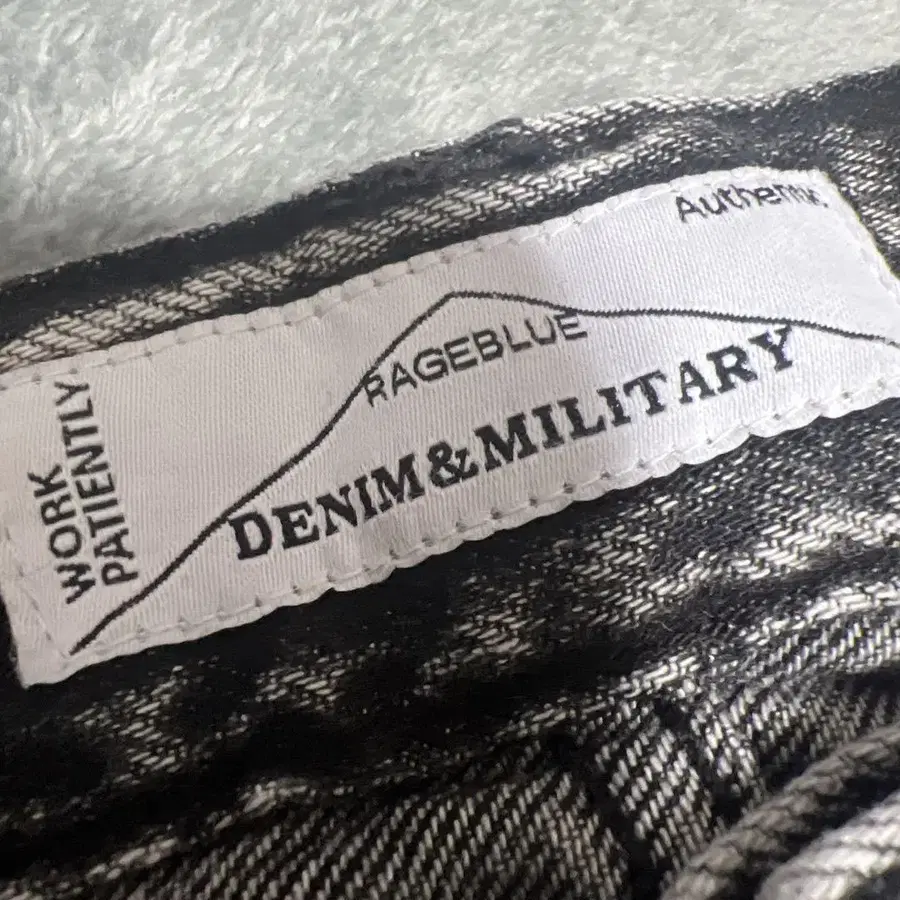 Authentic
RAGEBLUE
DENIM&MILITARY
WORK
PATIENTLY